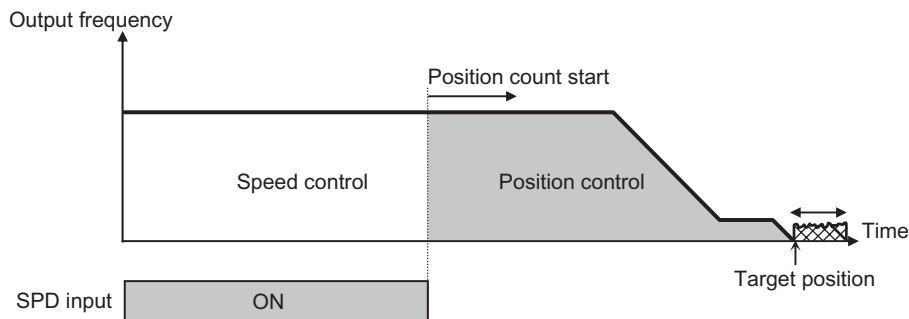 Output frequency
Position count start
Speed control
Position control
Time
Target position
SPD input
ON